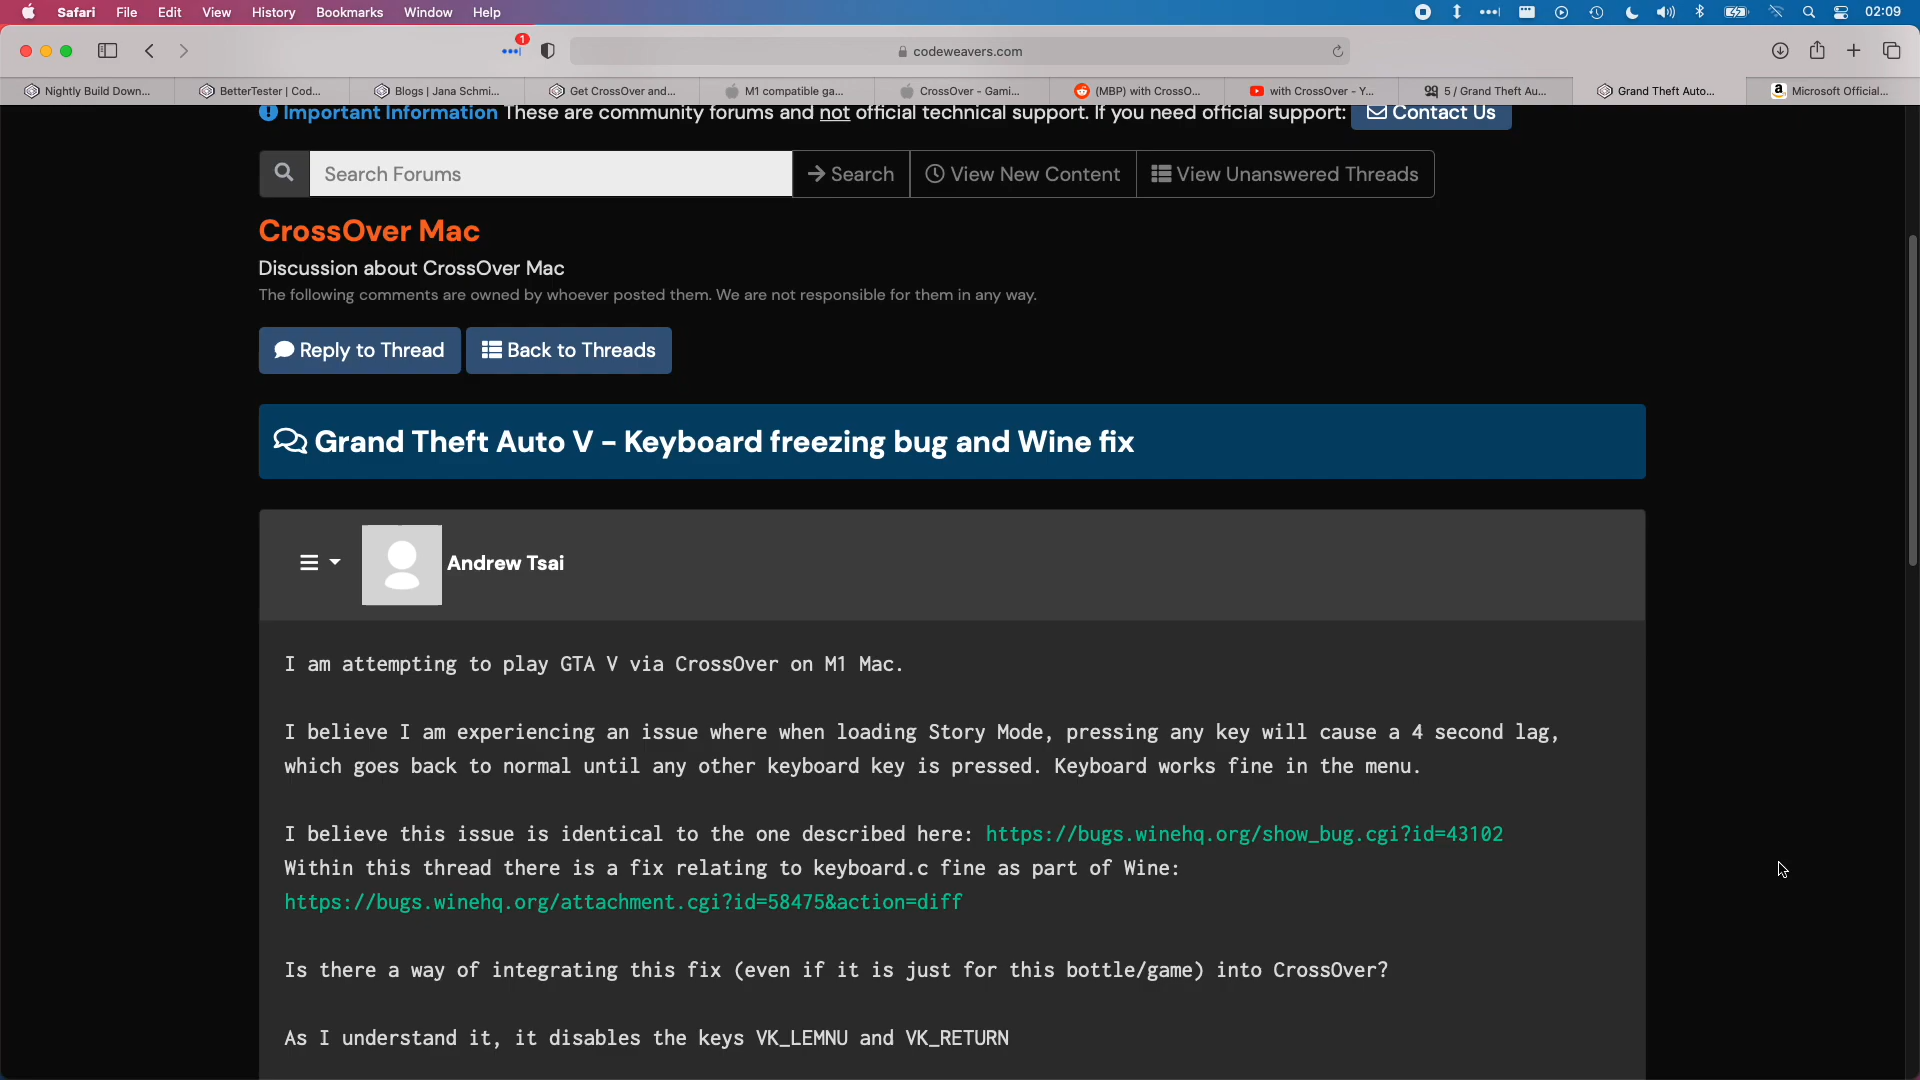 Safari File Edit View History Bookmarks Window Help 02:09
1
codeweavers.com
Nightly Build Down... BetterTester | Cod... Blogs | Jana Schmi... Get CrossOver and... M1 compatible ga... CrossOver - Gami... (MBP) with CrossO... with CrossOver - Y... 5 / Grand Theft Au... Grand Theft Auto... Microsoft Official...
Important Information These are community forums and not official technical support. If you need official support: Contact Us
Search Forums Search View New Content View Unanswered Threads
CrossOver Mac
Discussion about CrossOver Mac
The following comments are owned by whoever posted them. We are not responsible for them in any way.
Reply to Thread Back to Threads
Grand Theft Auto V – Keyboard freezing bug and Wine fix
Andrew Tsai
I am attempting to play GTA V via CrossOver on M1 Mac.
I believe I am experiencing an issue where when loading Story Mode, pressing any key will cause a 4 second lag,
which goes back to normal until any other keyboard key is pressed. Keyboard works fine in the menu.
I believe this issue is identical to the one described here: https://bugs.winehq.org/show_bug.cgi?id=43102
Within this thread there is a fix relating to keyboard.c fine as part of Wine:
https://bugs.winehq.org/attachment.cgi?id=58475&action=diff
Is there a way of integrating this fix (even if it is just for this bottle/game) into CrossOver?
As I understand it, it disables the keys VK_LEMNU and VK_RETURN